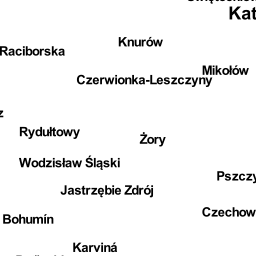 Kat
Knurów
Raciborska
Mikołów
Czerwionka-Leszczyny
z
Rydułtowy
Żory
Wodzisław Śląski
Pszczy
Jastrzębie Zdrój
Czechow
Bohumín
Karviná